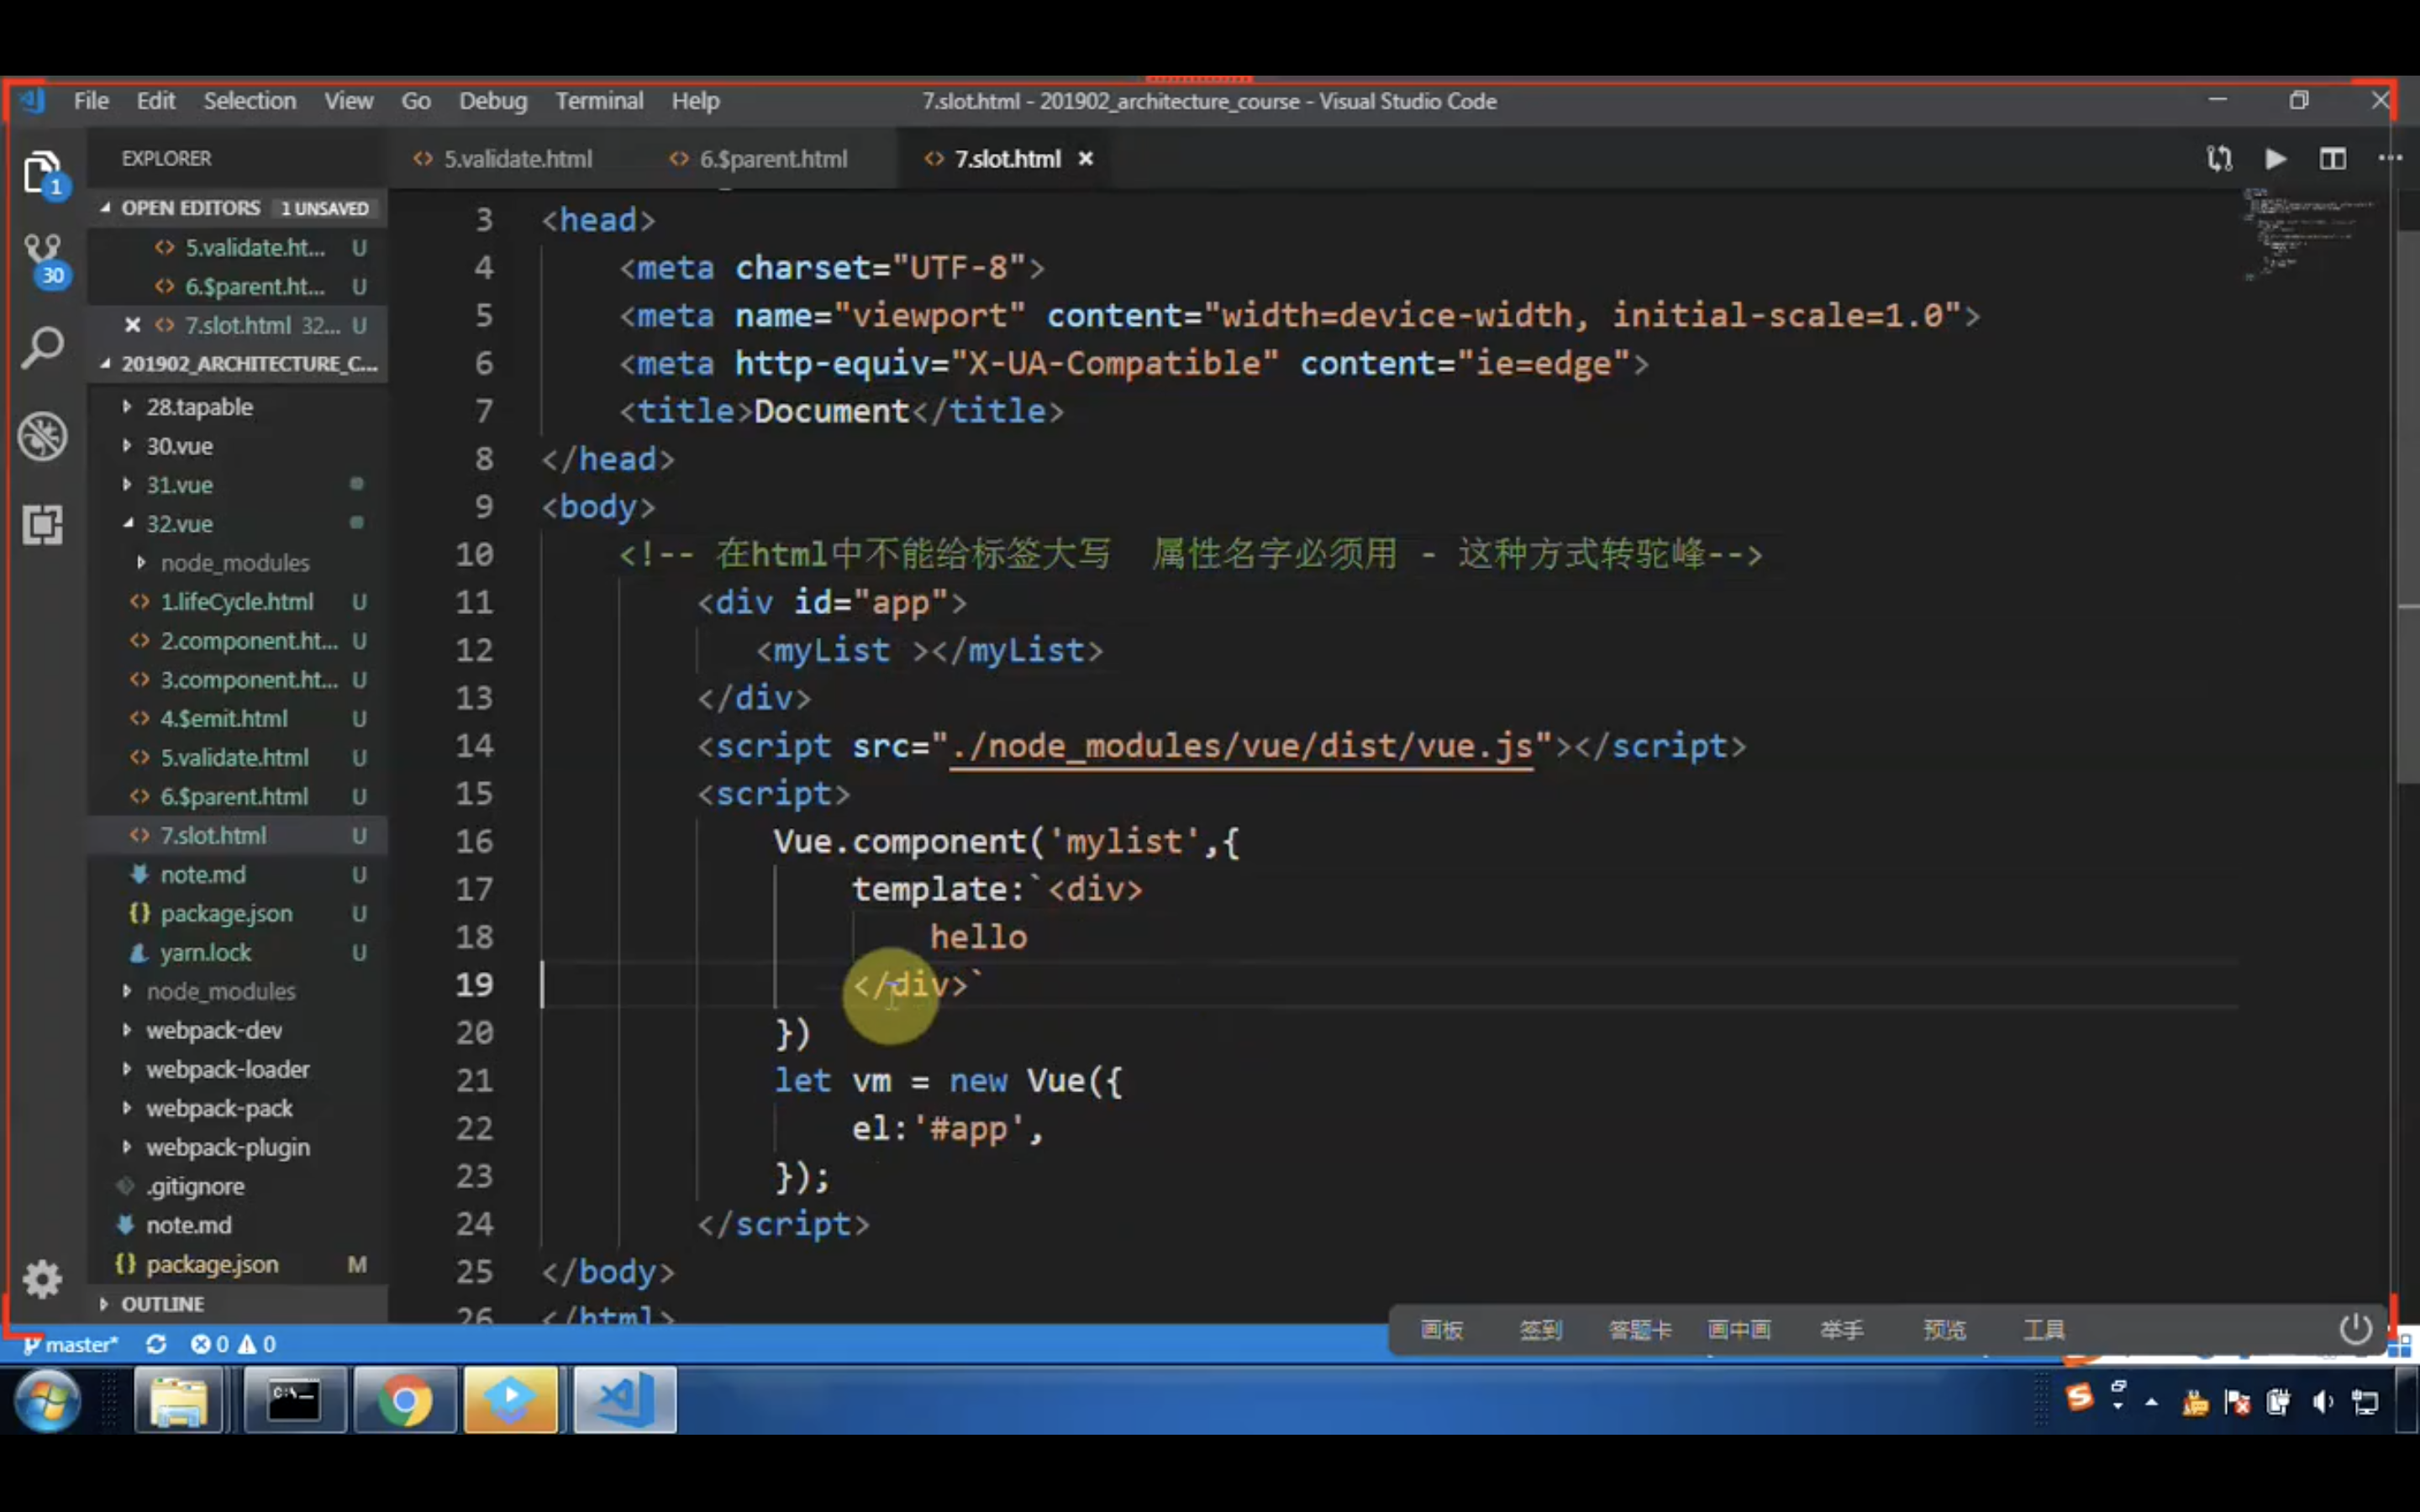 File Edit Selection View Go Debug Terminal Help 7.slot.html - 201902_architecture_course - Visual Studio Code
EXPLORER
5.validate.html 6.$parent.html 7.slot.html
OPEN EDITORS 1 UNSAVED
5.validate.ht... U
6.$parent.ht... U
7.slot.html 32... U
201902_ARCHITECTURE_C...
28.tapable
30.vue
31.vue
32.vue
node_modules
1.lifeCycle.html U
2.component.ht... U
3.component.ht... U
4.$emit.html U
5.validate.html U
6.$parent.html U
7.slot.html U
note.md U
package.json U
yarn.lock U
node_modules
webpack-dev
webpack-loader
webpack-pack
webpack-plugin
.gitignore
note.md
package.json M
OUTLINE
1
30
3 <head>
4 <meta charset="UTF-8">
5 <meta name="viewport" content="width=device-width, initial-scale=1.0">
6 <meta http-equiv="X-UA-Compatible" content="ie=edge">
7 <title>Document</title>
8 </head>
9 <body>
10 <!-- 在html中不能给标签大写 属性名字必须用 - 这种方式转驼峰-->
11 <div id="app">
12 <myList ></myList>
13 </div>
14 <script src="./node_modules/vue/dist/vue.js"></script>
15 <script>
16 Vue.component('mylist',{
17 template:`<div>
18 hello
19 </div>`
20 })
21 let vm = new Vue({
22 el:'#app',
23 });
24 </script>
25 </body>
26 </html>
画板 签到 答题卡 画中画 举手 预览 工具
master* 0 0
C:\._